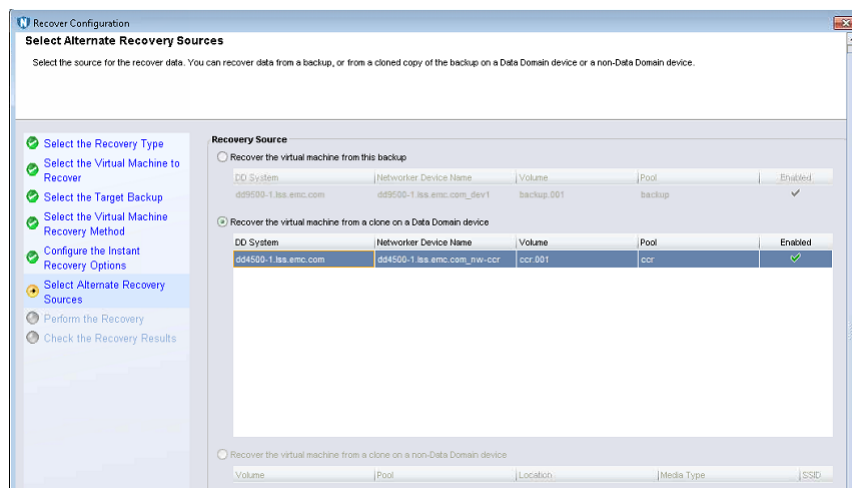 N Recover Configuration
Select Alternate Recovery Sources
Select the source for the recover data. You can recover data from a backup, or from a cloned copy of the backup on a Data Domain device or a non-Data Domain device.
Select the Recovery Type
Select the Virtual Machine to
Recover
Select the Target Backup
Select the Virtual Machine
Recovery Method
Configure the Instant
Recovery Options
Select Alternate Recovery
Sources
Perform the Recovery
Check the Recovery Results
Recovery Source
Recover the virtual machine from this backup
DD System Networker Device Name Volume Pool Enabled
dd9500-1.lss.emc.com dd9500-1.lss.emc.com_dev1 backup.001 backup
Recover the virtual machine from a clone on a Data Domain device
DD System Networker Device Name Volume Pool Enabled
dd4500-1.lss.emc.com dd4500-1.lss.emc.com_nw-ccr ccr.001 ccr
Recover the virtual machine from a clone on a non-Data Domain device
Volume Pool Location Media Type SSID